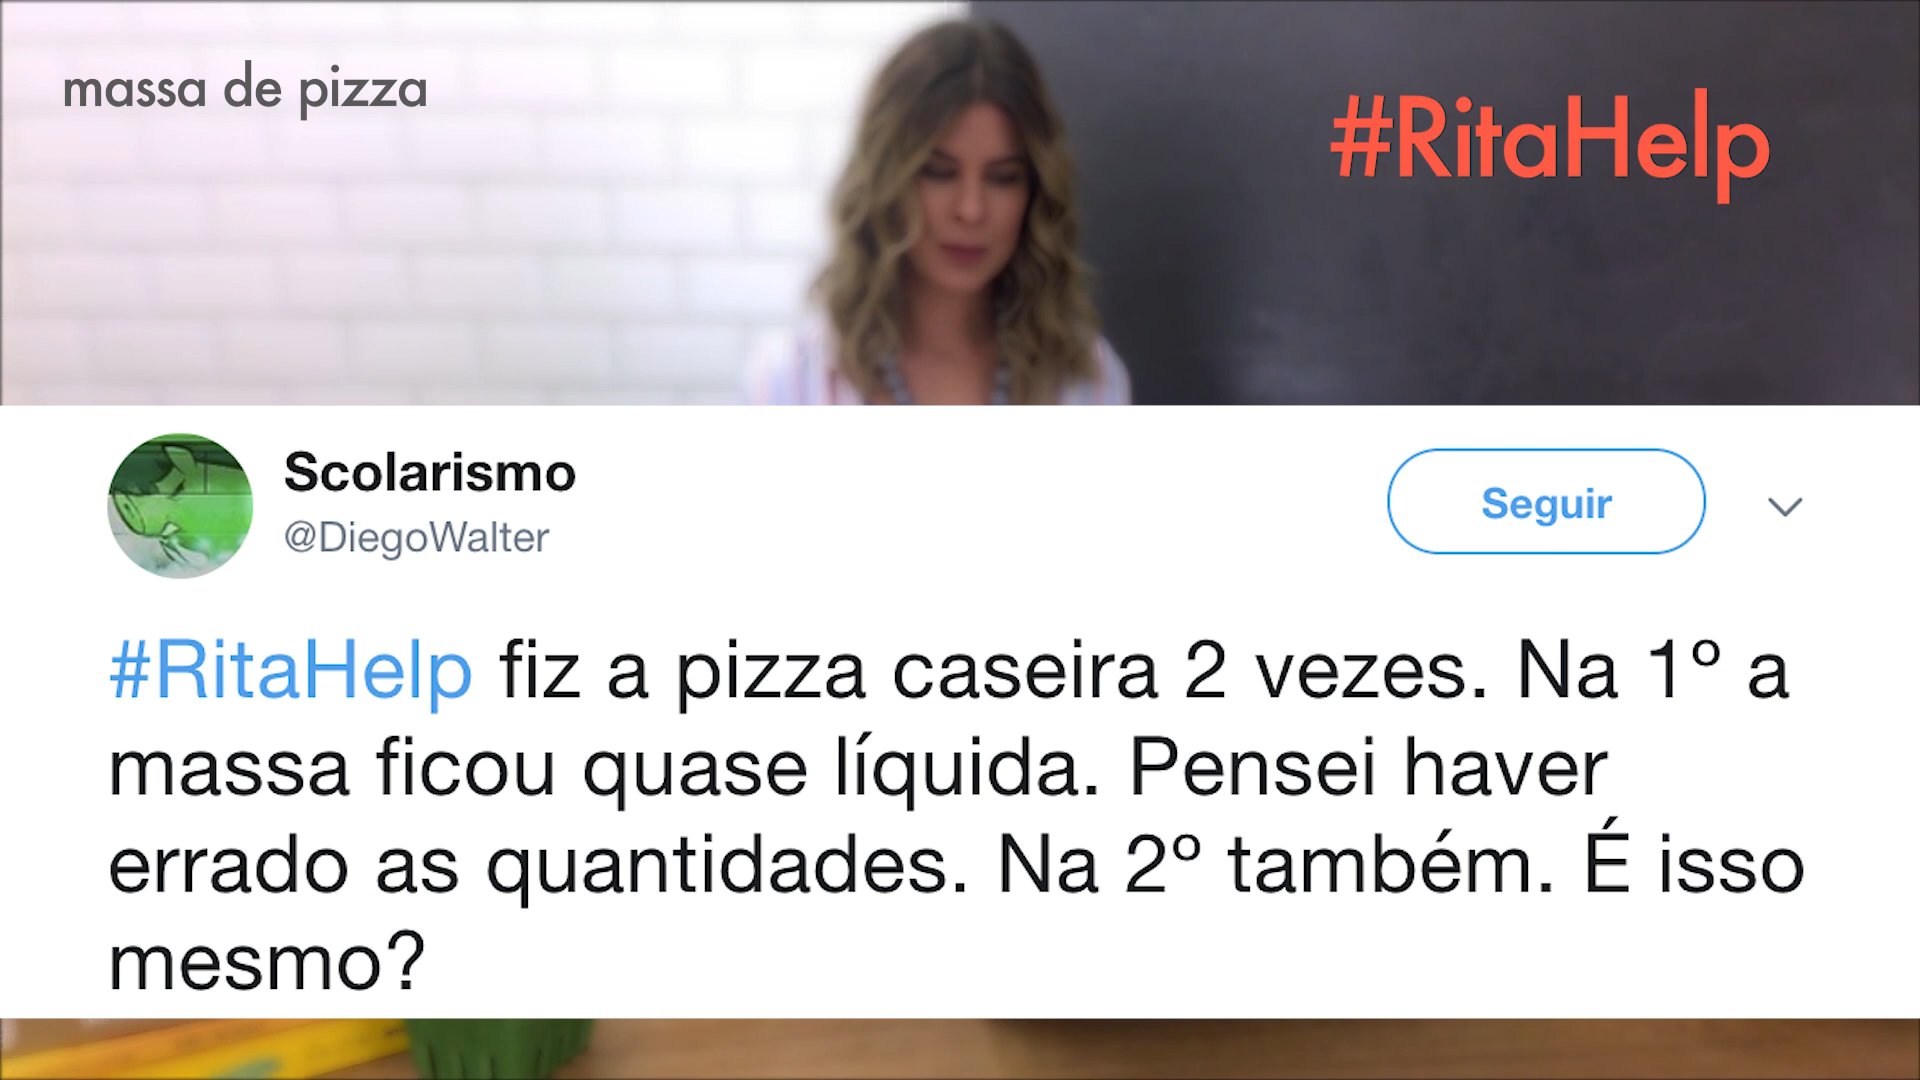 massa de pizza
#RitaHelp
Scolarismo
@DiegoWalter
Seguir
#RitaHelp fiz a pizza caseira 2 vezes. Na 1º a
massa ficou quase líquida. Pensei haver
errado as quantidades. Na 2º também. É isso
mesmo?